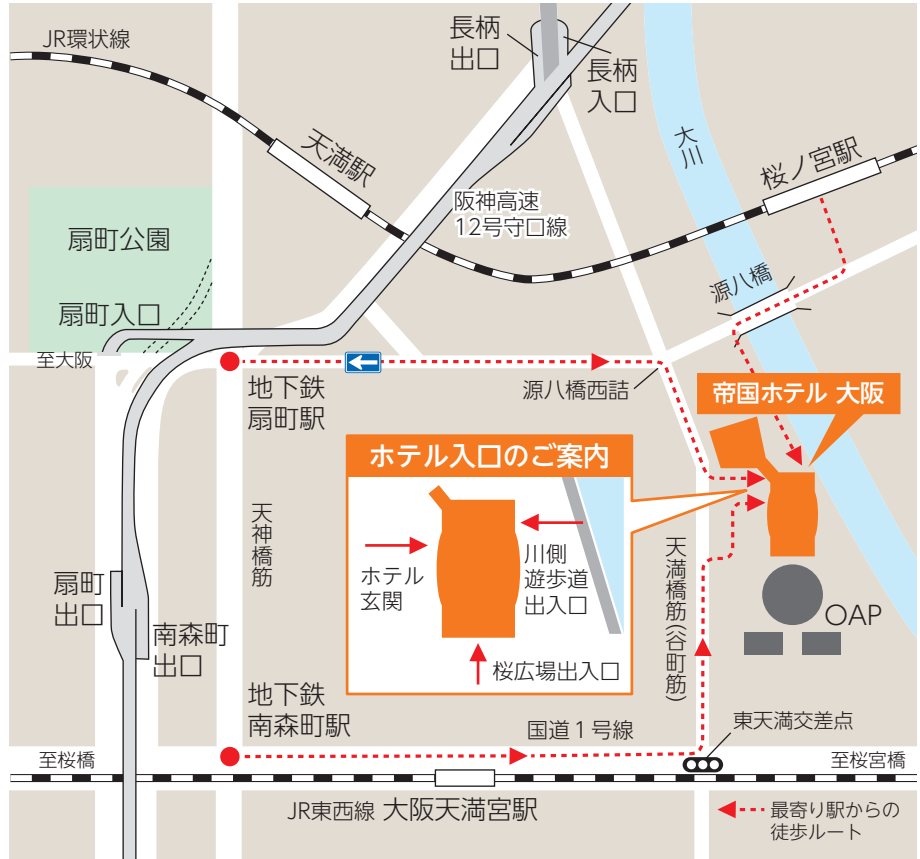 JR環状線
長柄
出口
長柄
入口
大川
天満駅
桜ノ宮駅
阪神高速
12号守口線
扇町公園
扇町入口
源八橋
至大阪
地下鉄
扇町駅
源八橋西詰
帝国ホテル 大阪
ホテル入口のご案内
ホテル
玄関
川側
遊歩道
出入口
桜広場出入口
天神橋筋
天満橋筋(谷町筋)
扇町
出口
南森町
出口
OAP
地下鉄
南森町駅
国道1号線
東天満交差点
至桜橋
至桜宮橋
JR東西線 大阪天満宮駅
最寄り駅からの
徒歩ルート